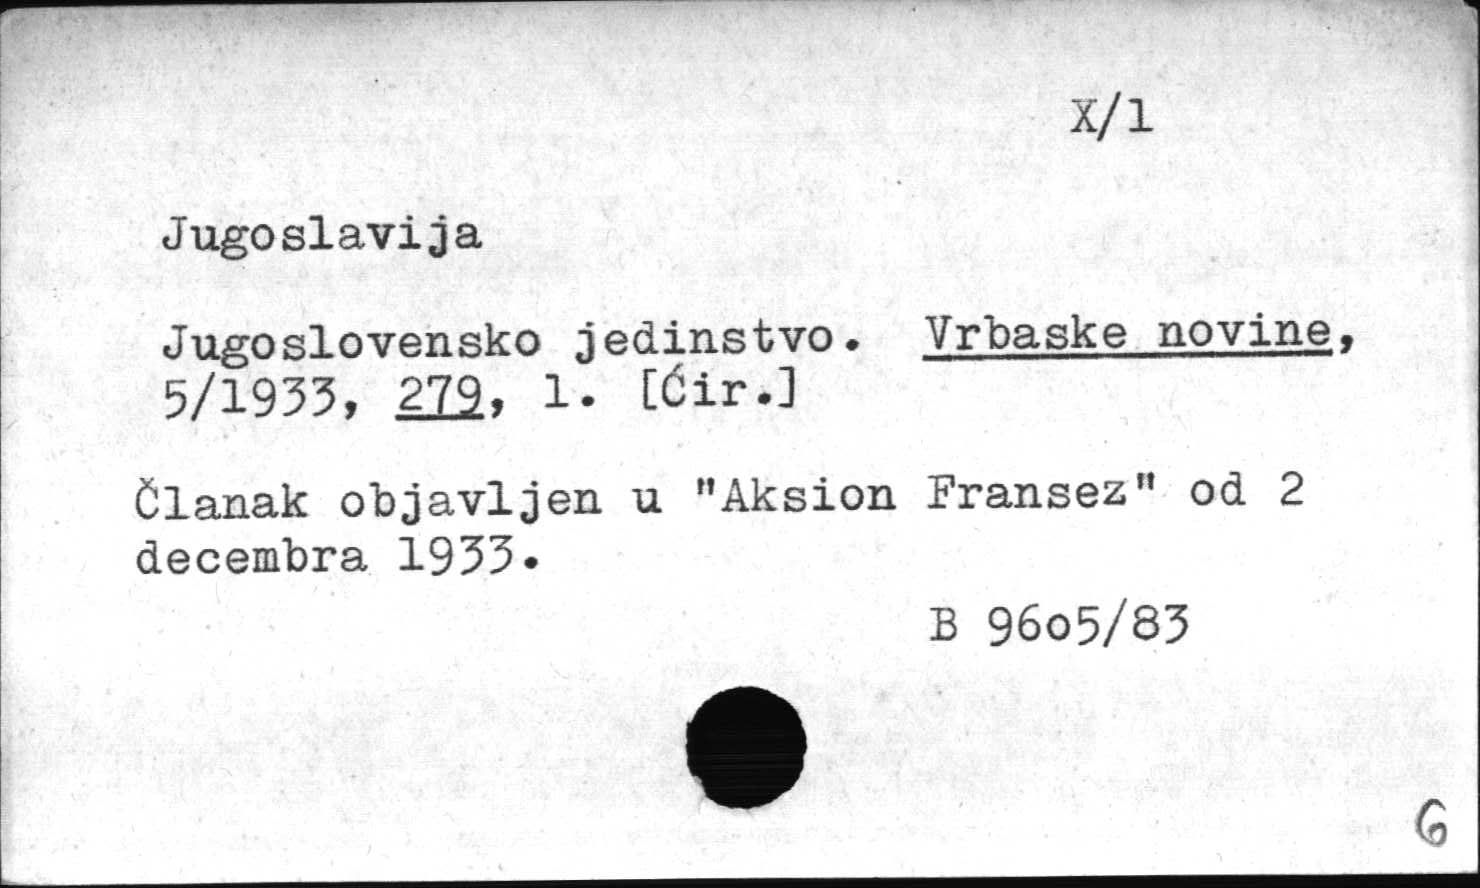 X/1
Jugoslavija
Jugoslovensko jedinstvo. Vrbaske novine,
5/1933, 279, 1. [Ćir.]
Članak objavljen u "Aksion Fransez" od 2
decembra 1933.
B 96o5/83
6